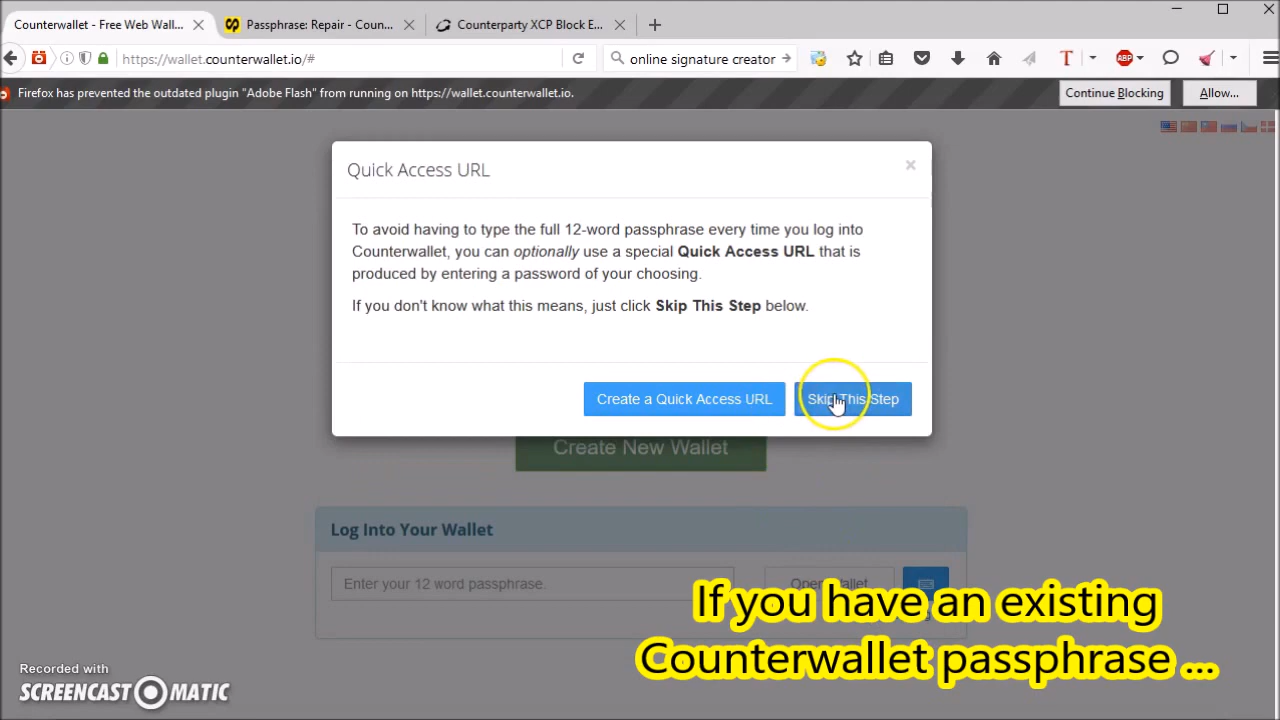 Counterwallet - Free Web Wall...
Passphrase: Repair - Coun...
Counterparty XCP Block E...
https://wallet.counterwallet.io/#
online signature creator
T
ABP
Firefox has prevented the outdated plugin "Adobe Flash" from running on https://wallet.counterwallet.io.
Continue Blocking
Allow...
Quick Access URL
×
To avoid having to type the full 12-word passphrase every time you log into
Counterwallet, you can optionally use a special Quick Access URL that is
produced by entering a password of your choosing.
If you don't know what this means, just click Skip This Step below.
Create a Quick Access URL
Skip This Step
Create New Wallet
Log Into Your Wallet
Enter your 12 word passphrase.
Open Wallet
If you have an existing
Counterwallet passphrase ...
Recorded with
SCREENCAST-O-MATIC